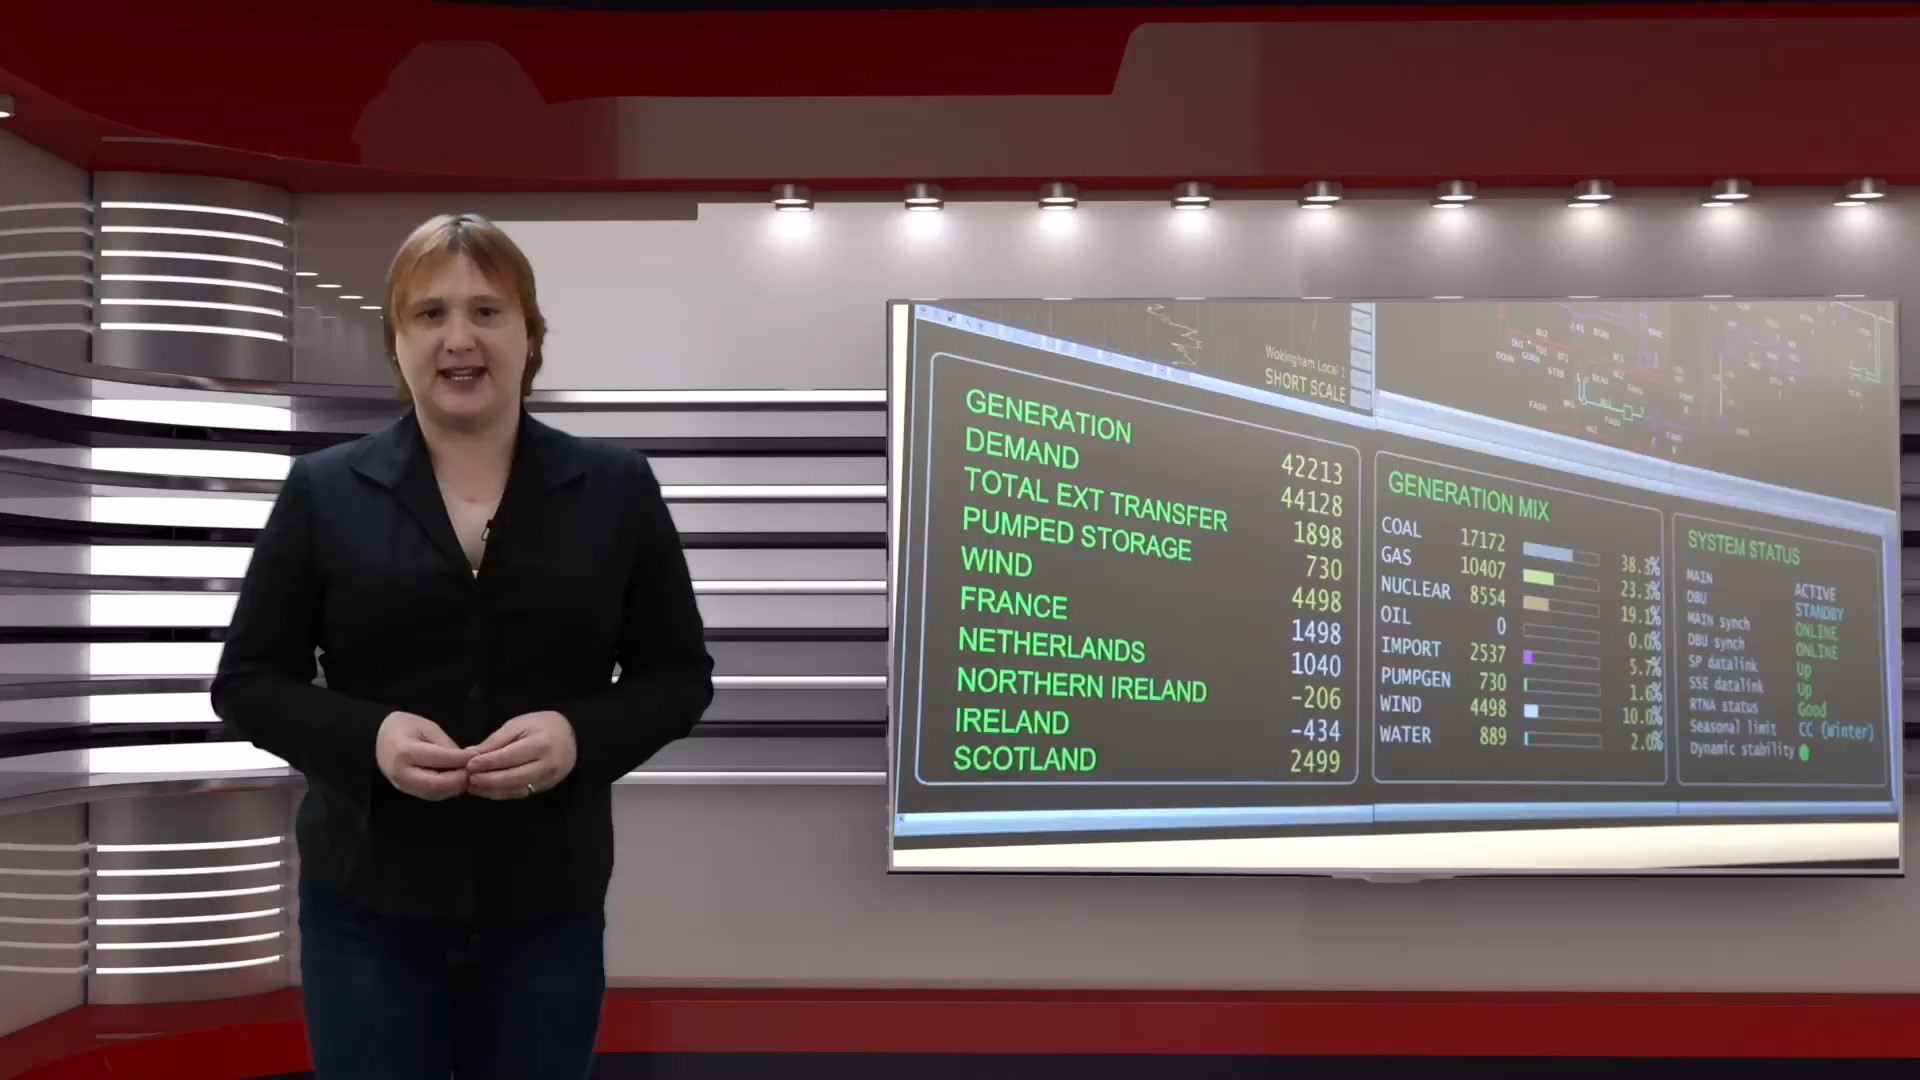 Wokingham Local 1
SHORT SCALE
GENERATION 42213
DEMAND 44128
TOTAL EXT TRANSFER 1898
PUMPED STORAGE 730
WIND 4498
FRANCE 1498
NETHERLANDS 1040
NORTHERN IRELAND -206
IRELAND -434
SCOTLAND 2499
GENERATION MIX
COAL 17172 38.3%
GAS 10407 23.3%
NUCLEAR 8554 19.1%
OIL 0 0.0%
IMPORT 2537 5.7%
PUMPGEN 730 1.6%
WIND 4498 10.0%
WATER 889 2.0%
SYSTEM STATUS
MAIN ACTIVE
DBU STANDBY
MAIN synch ONLINE
DBU synch ONLINE
SP datalink Up
SSE datalink Up
RTNA status Good
Seasonal limit CC (winter)
Dynamic stability